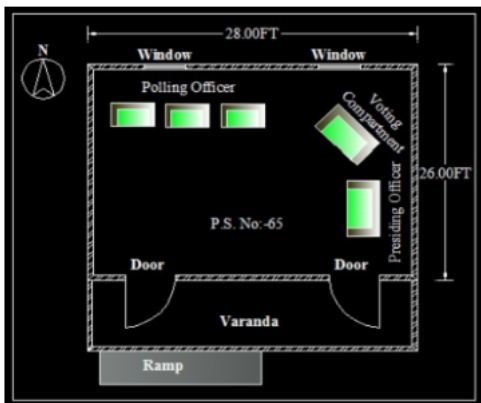 28.00FT
N
Window
Window
Polling Officer
Voting
Compartment
26.00FT
Presiding Officer
P.S. No:-65
Door
Door
Varanda
Ramp